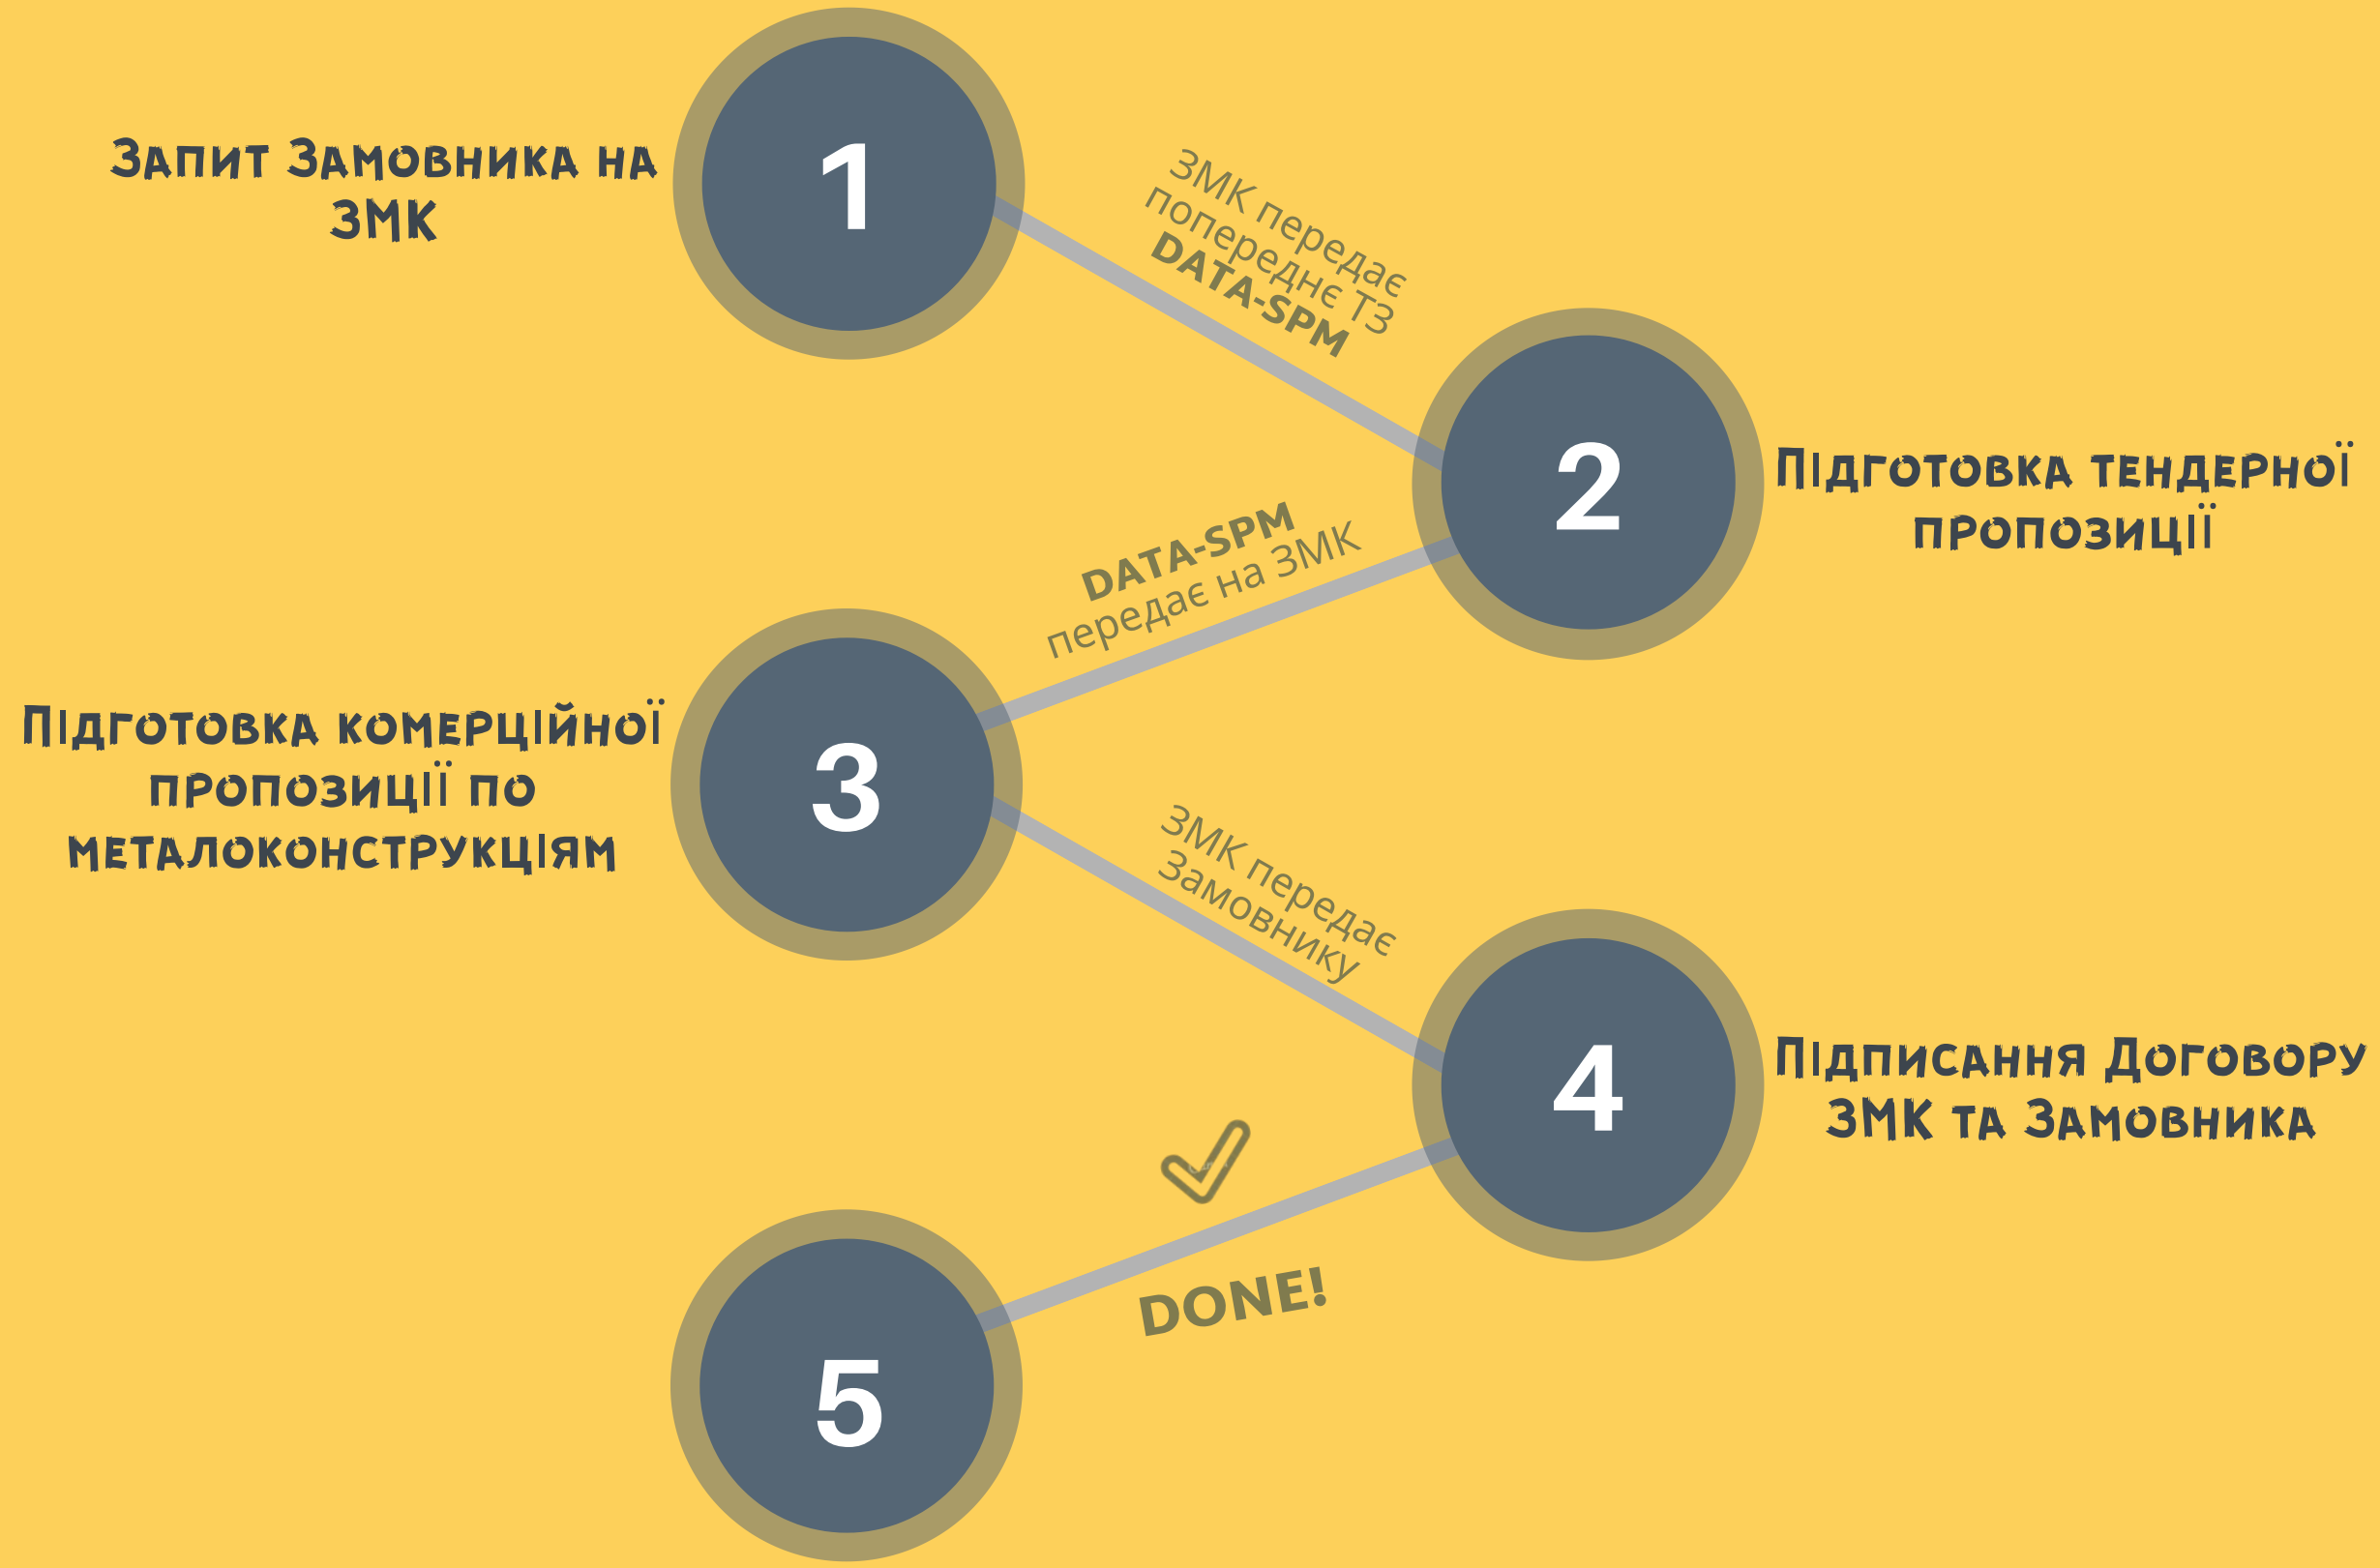 Запит Замовника на
ЗМК
1
ЗМК передає
попереднє ТЗ
DATA-SPM
2
Підготовка тендерної
пропозиції
DATA-SPM
передає на ЗМК
Підготовка комерційної
пропозиції по
металоконструкціям
3
ЗМК передає
Замовнику
4
Підписання Договору
ЗМК та Замовника
DONE!
5